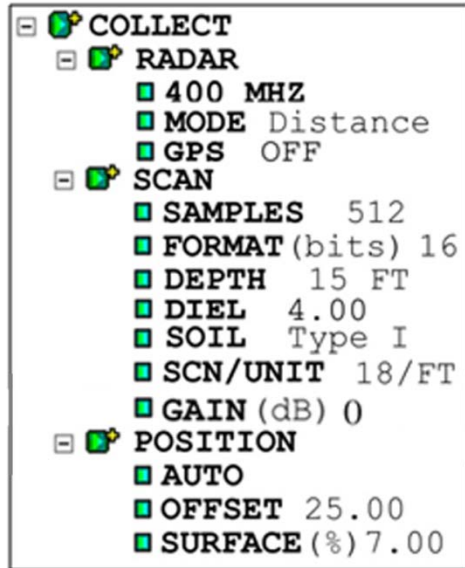 COLLECT
RADAR
400 MHZ
MODE Distance
GPS OFF
SCAN
SAMPLES 512
FORMAT(bits) 16
DEPTH 15 FT
DIEL 4.00
SOIL Type I
SCN/UNIT 18/FT
GAIN(dB) 0
POSITION
AUTO
OFFSET 25.00
SURFACE(%)7.00